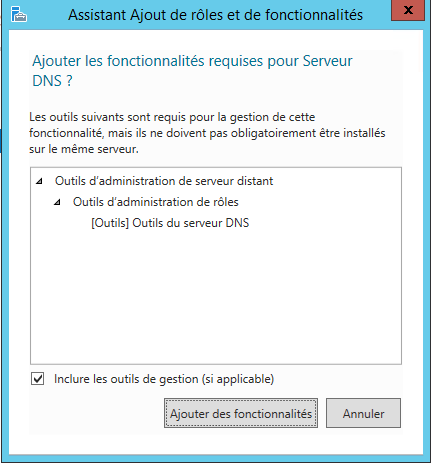 Assistant Ajout de rôles et de fonctionnalités
Ajouter les fonctionnalités requises pour Serveur
DNS ?
Les outils suivants sont requis pour la gestion de cette
fonctionnalité, mais ils ne doivent pas obligatoirement être installés
sur le même serveur.
Outils d'administration de serveur distant
Outils d'administration de rôles
[Outils] Outils du serveur DNS
Inclure les outils de gestion (si applicable)
Ajouter des fonctionnalités
Annuler